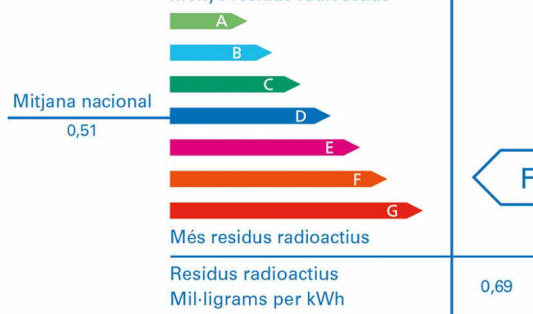 A
B
C
Mitjana nacional
D
0,51
E
F
F
G
Més residus radioactius
Residus radioactius
Mil·ligrams per kWh
0,69